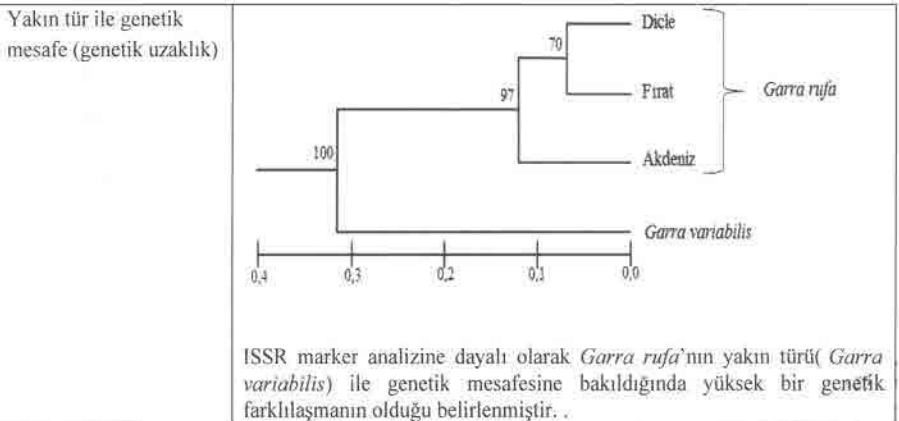 Yakın tür ile genetik
mesafe (genetik uzaklık)
Dicle
70
Fırat
Garra rufa
97
Akdeniz
100
Garra variabilis
0,4 0,3 0,2 0,1 0,0
ISSR marker analizine dayalı olarak Garra rufa'nın yakın türü( Garra
variabilis) ile genetik mesafesine bakıldığında yüksek bir genetik
farklılaşmanın olduğu belirlenmiştir. .